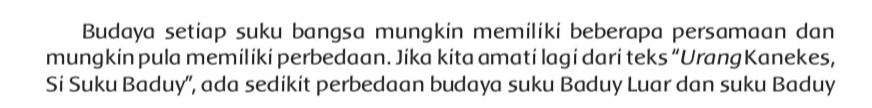 Budaya setiap suku bangsa mungkin memiliki beberapa persamaan dan
mungkin pula memiliki perbedaan. Jika kita amati lagi dari teks "Urang Kanekes,
Si Suku Baduy", ada sedikit perbedaan budaya suku Baduy Luar dan suku Baduy